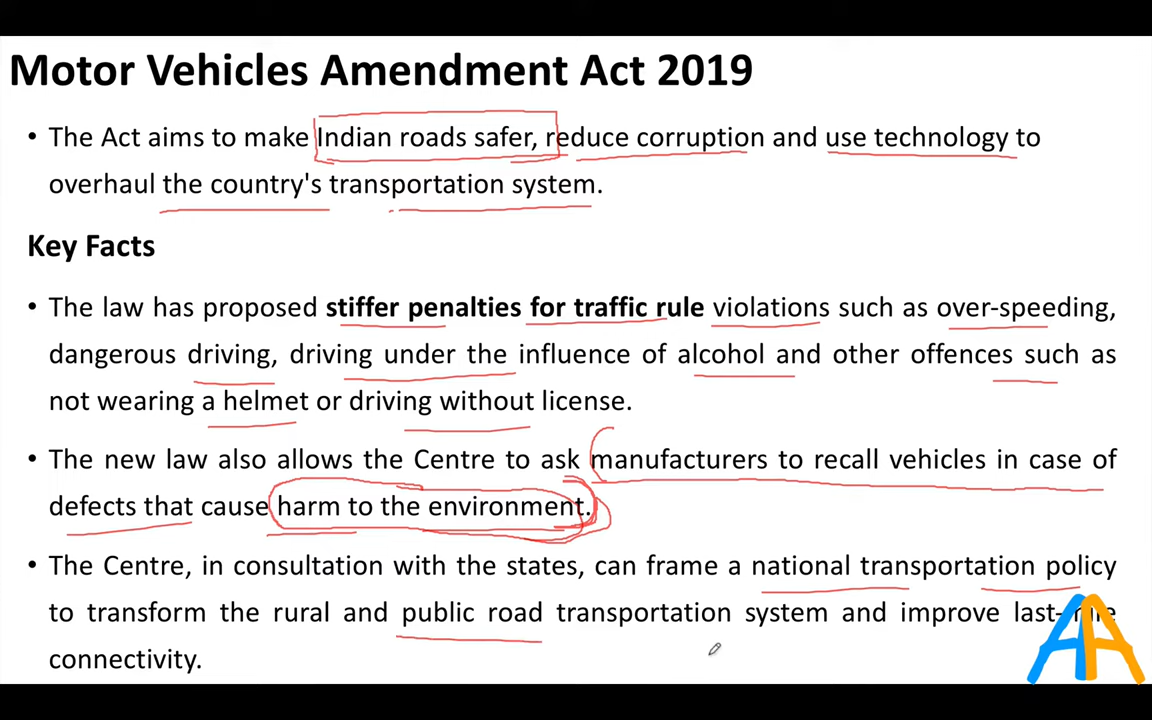 Motor Vehicles Amendment Act 2019
• The Act aims to make Indian roads safer, reduce corruption and use technology to
overhaul the country's transportation system.
Key Facts
• The law has proposed stiffer penalties for traffic rule violations such as over-speeding,
dangerous driving, driving under the influence of alcohol and other offences such as
not wearing a helmet or driving without license.
• The new law also allows the Centre to ask manufacturers to recall vehicles in case of
defects that cause harm to the environment.
• The Centre, in consultation with the states, can frame a national transportation policy
to transform the rural and public road transportation system and improve last-
connectivity.